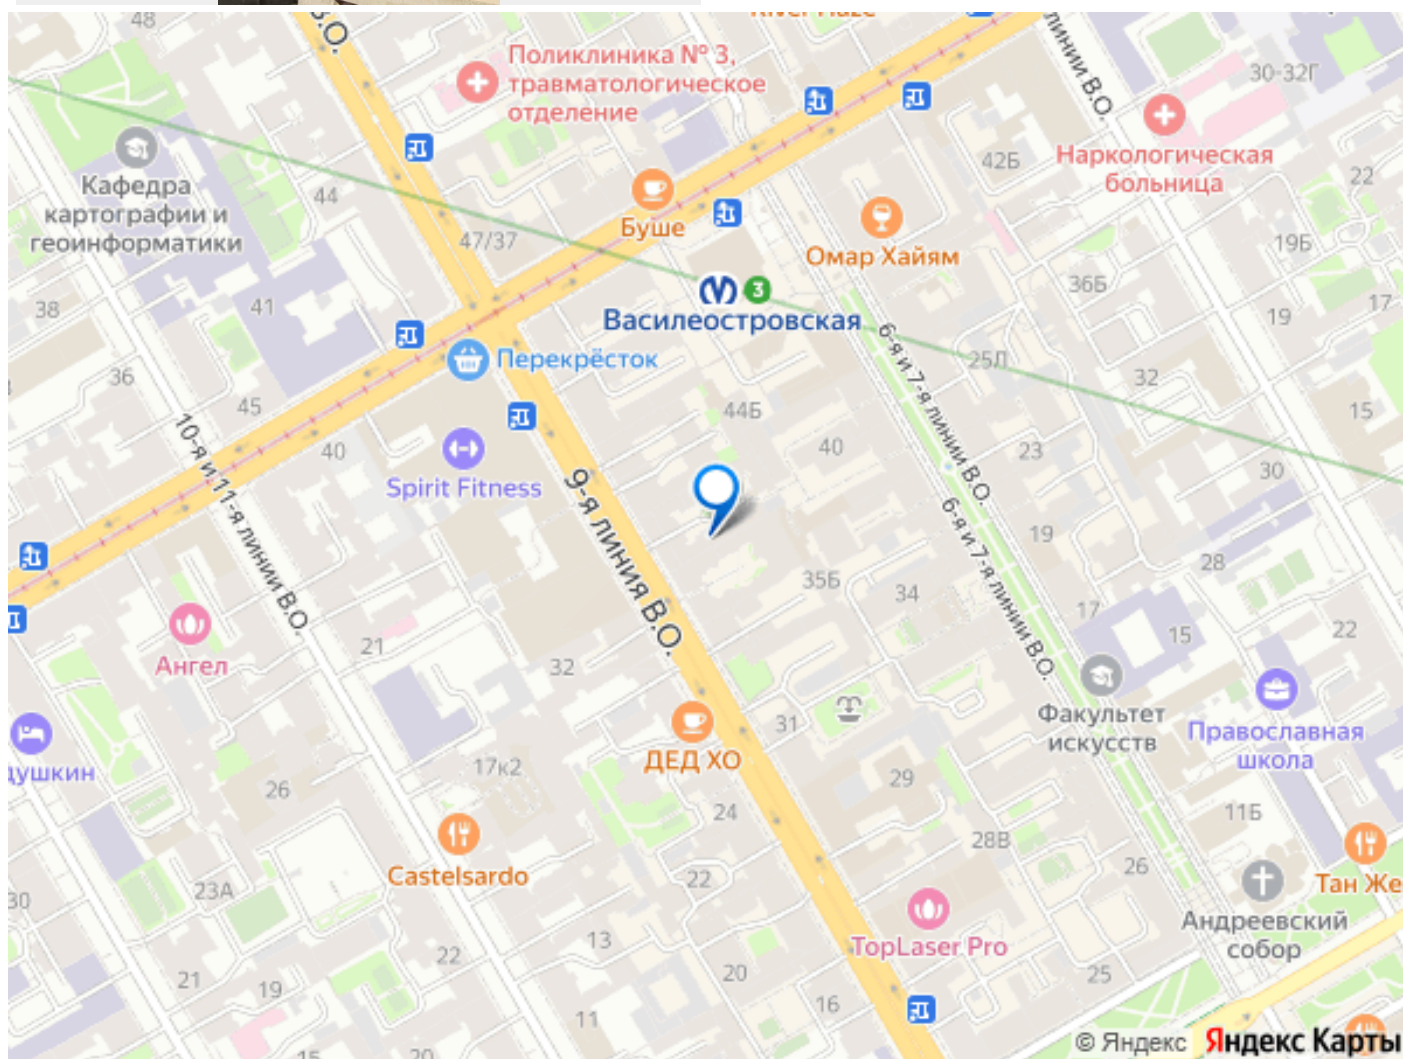 48
В.О.
Поликлиника № 3,
травматологическое
отделение
линии В.О.
30-32Г
Наркологическая
больница
42Б
22
Кафедра
картографии и
геоинформатики
44
47/37
Буше
Омар Хайям
19Б
36Б
17
19
38
41
3
Василеостровская
Перекрёсток
6-я и 7-я линии В.О.
25Л
32
15
36
45
44Б
40
40
23
30
10-я и 11-я линии В.О.
Spirit Fitness
9-я линия В.О.
6-я и 7-я линии В.О.
19
28
35Б
34
17
15
22
Ангел
21
32
Факультет
искусств
Православная
школа
душкин
ДЕД ХО
31
26
17к2
29
24
11Б
28В
26
Castelsardo
22
Тан Же
30
23А
TopLaser Pro
Андреевский
собор
13
22
20
25
21
19
16
11
15
20
© Яндекс Яндекс Карты